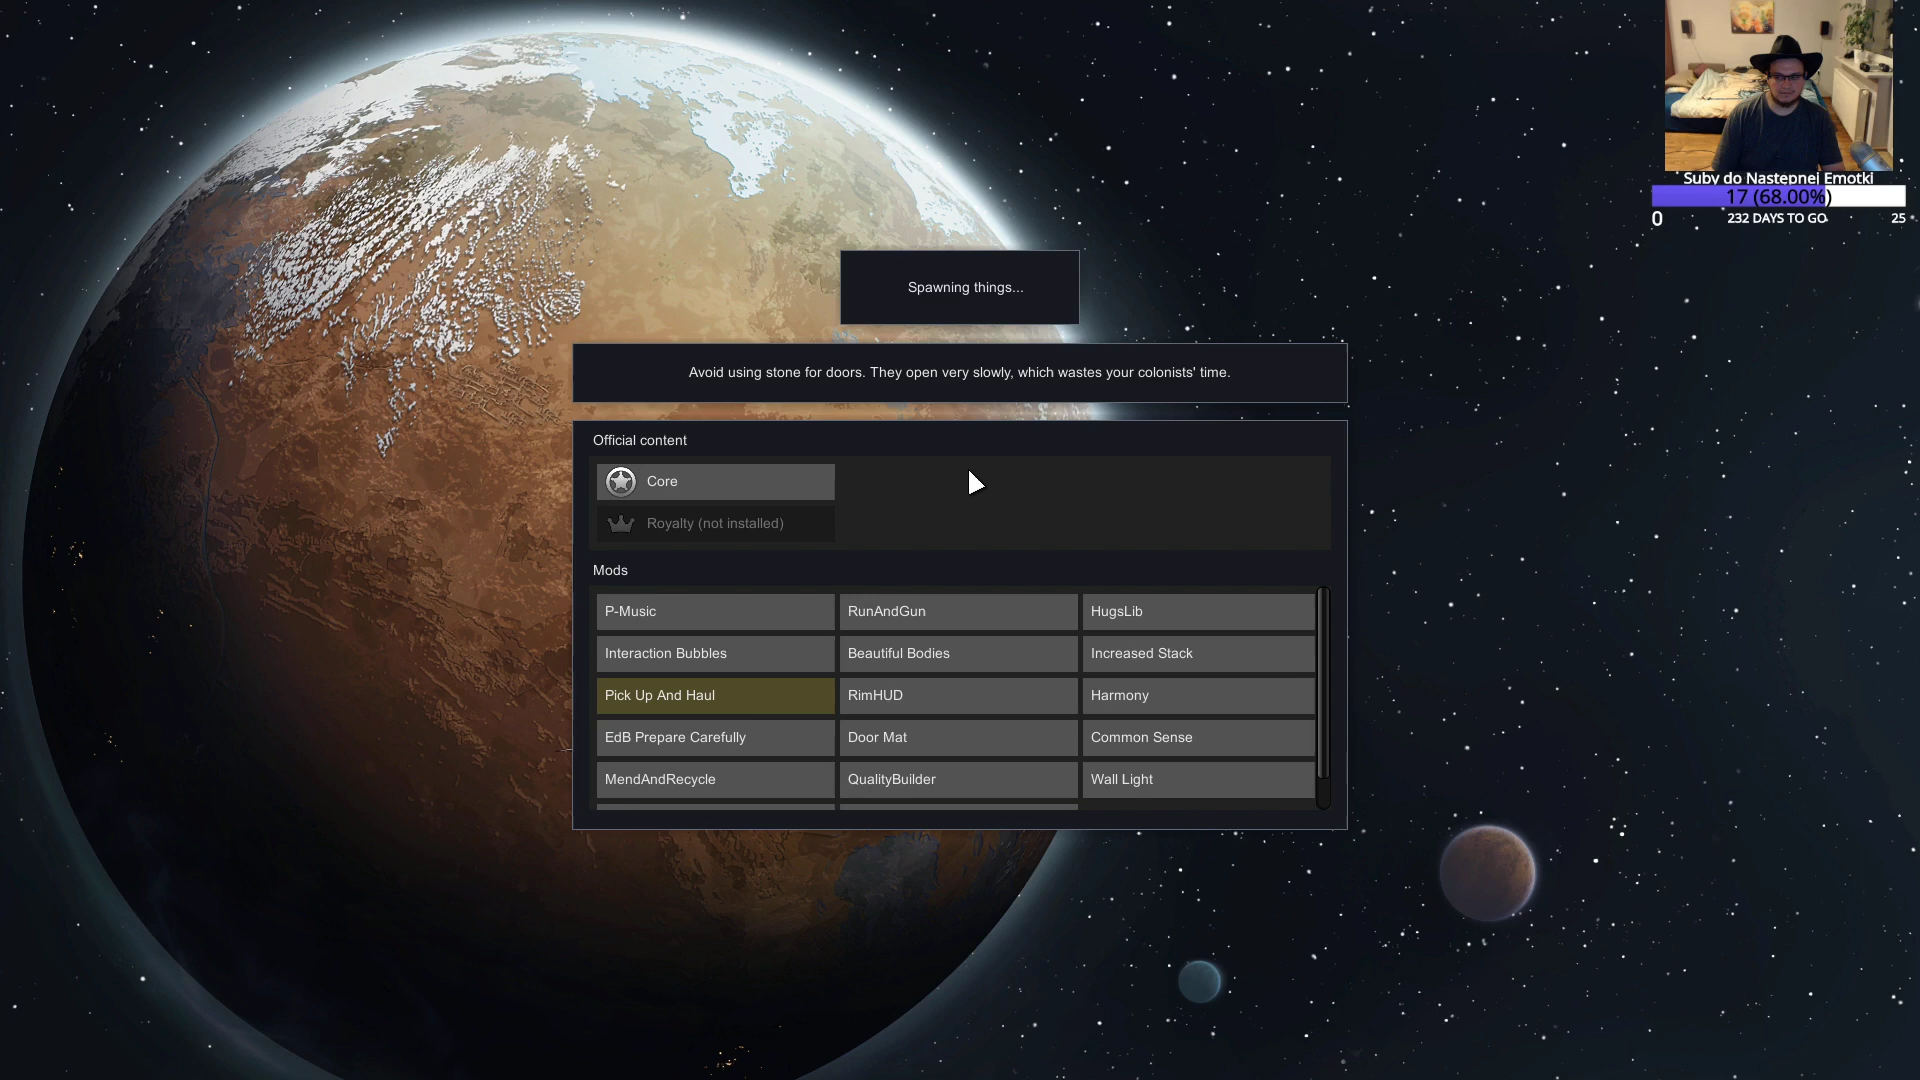 Suby do Następnej Emotki
17 (68.00%)
0
232 DAYS TO GO
25
Spawning things...
Avoid using stone for doors. They open very slowly, which wastes your colonists' time.
Official content
Core
Royalty (not installed)
Mods
P-Music
RunAndGun
HugsLib
Interaction Bubbles
Beautiful Bodies
Increased Stack
Pick Up And Haul
RimHUD
Harmony
EdB Prepare Carefully
Door Mat
Common Sense
MendAndRecycle
QualityBuilder
Wall Light